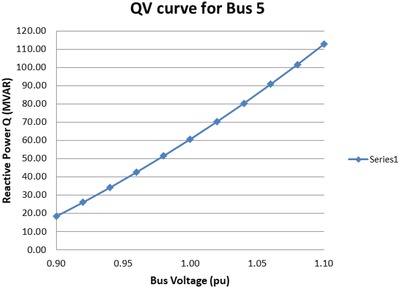 QV curve for Bus 5
120.00
110.00
100.00
90.00
80.00
70.00
60.00
50.00
40.00
30.00
20.00
10.00
0.00
Reactive Power Q (MVAR)
0.90 0.95 1.00 1.05 1.10
Bus Voltage (pu)
Series1